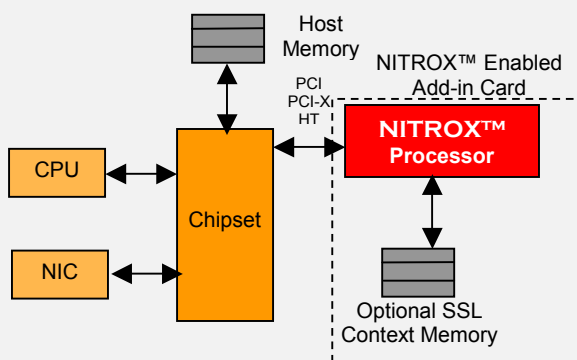 Host
Memory
NITROX™ Enabled
Add-in Card
PCI
PCI-X
HT
NITROX™
Processor
CPU
Chipset
NIC
Optional SSL
Context Memory